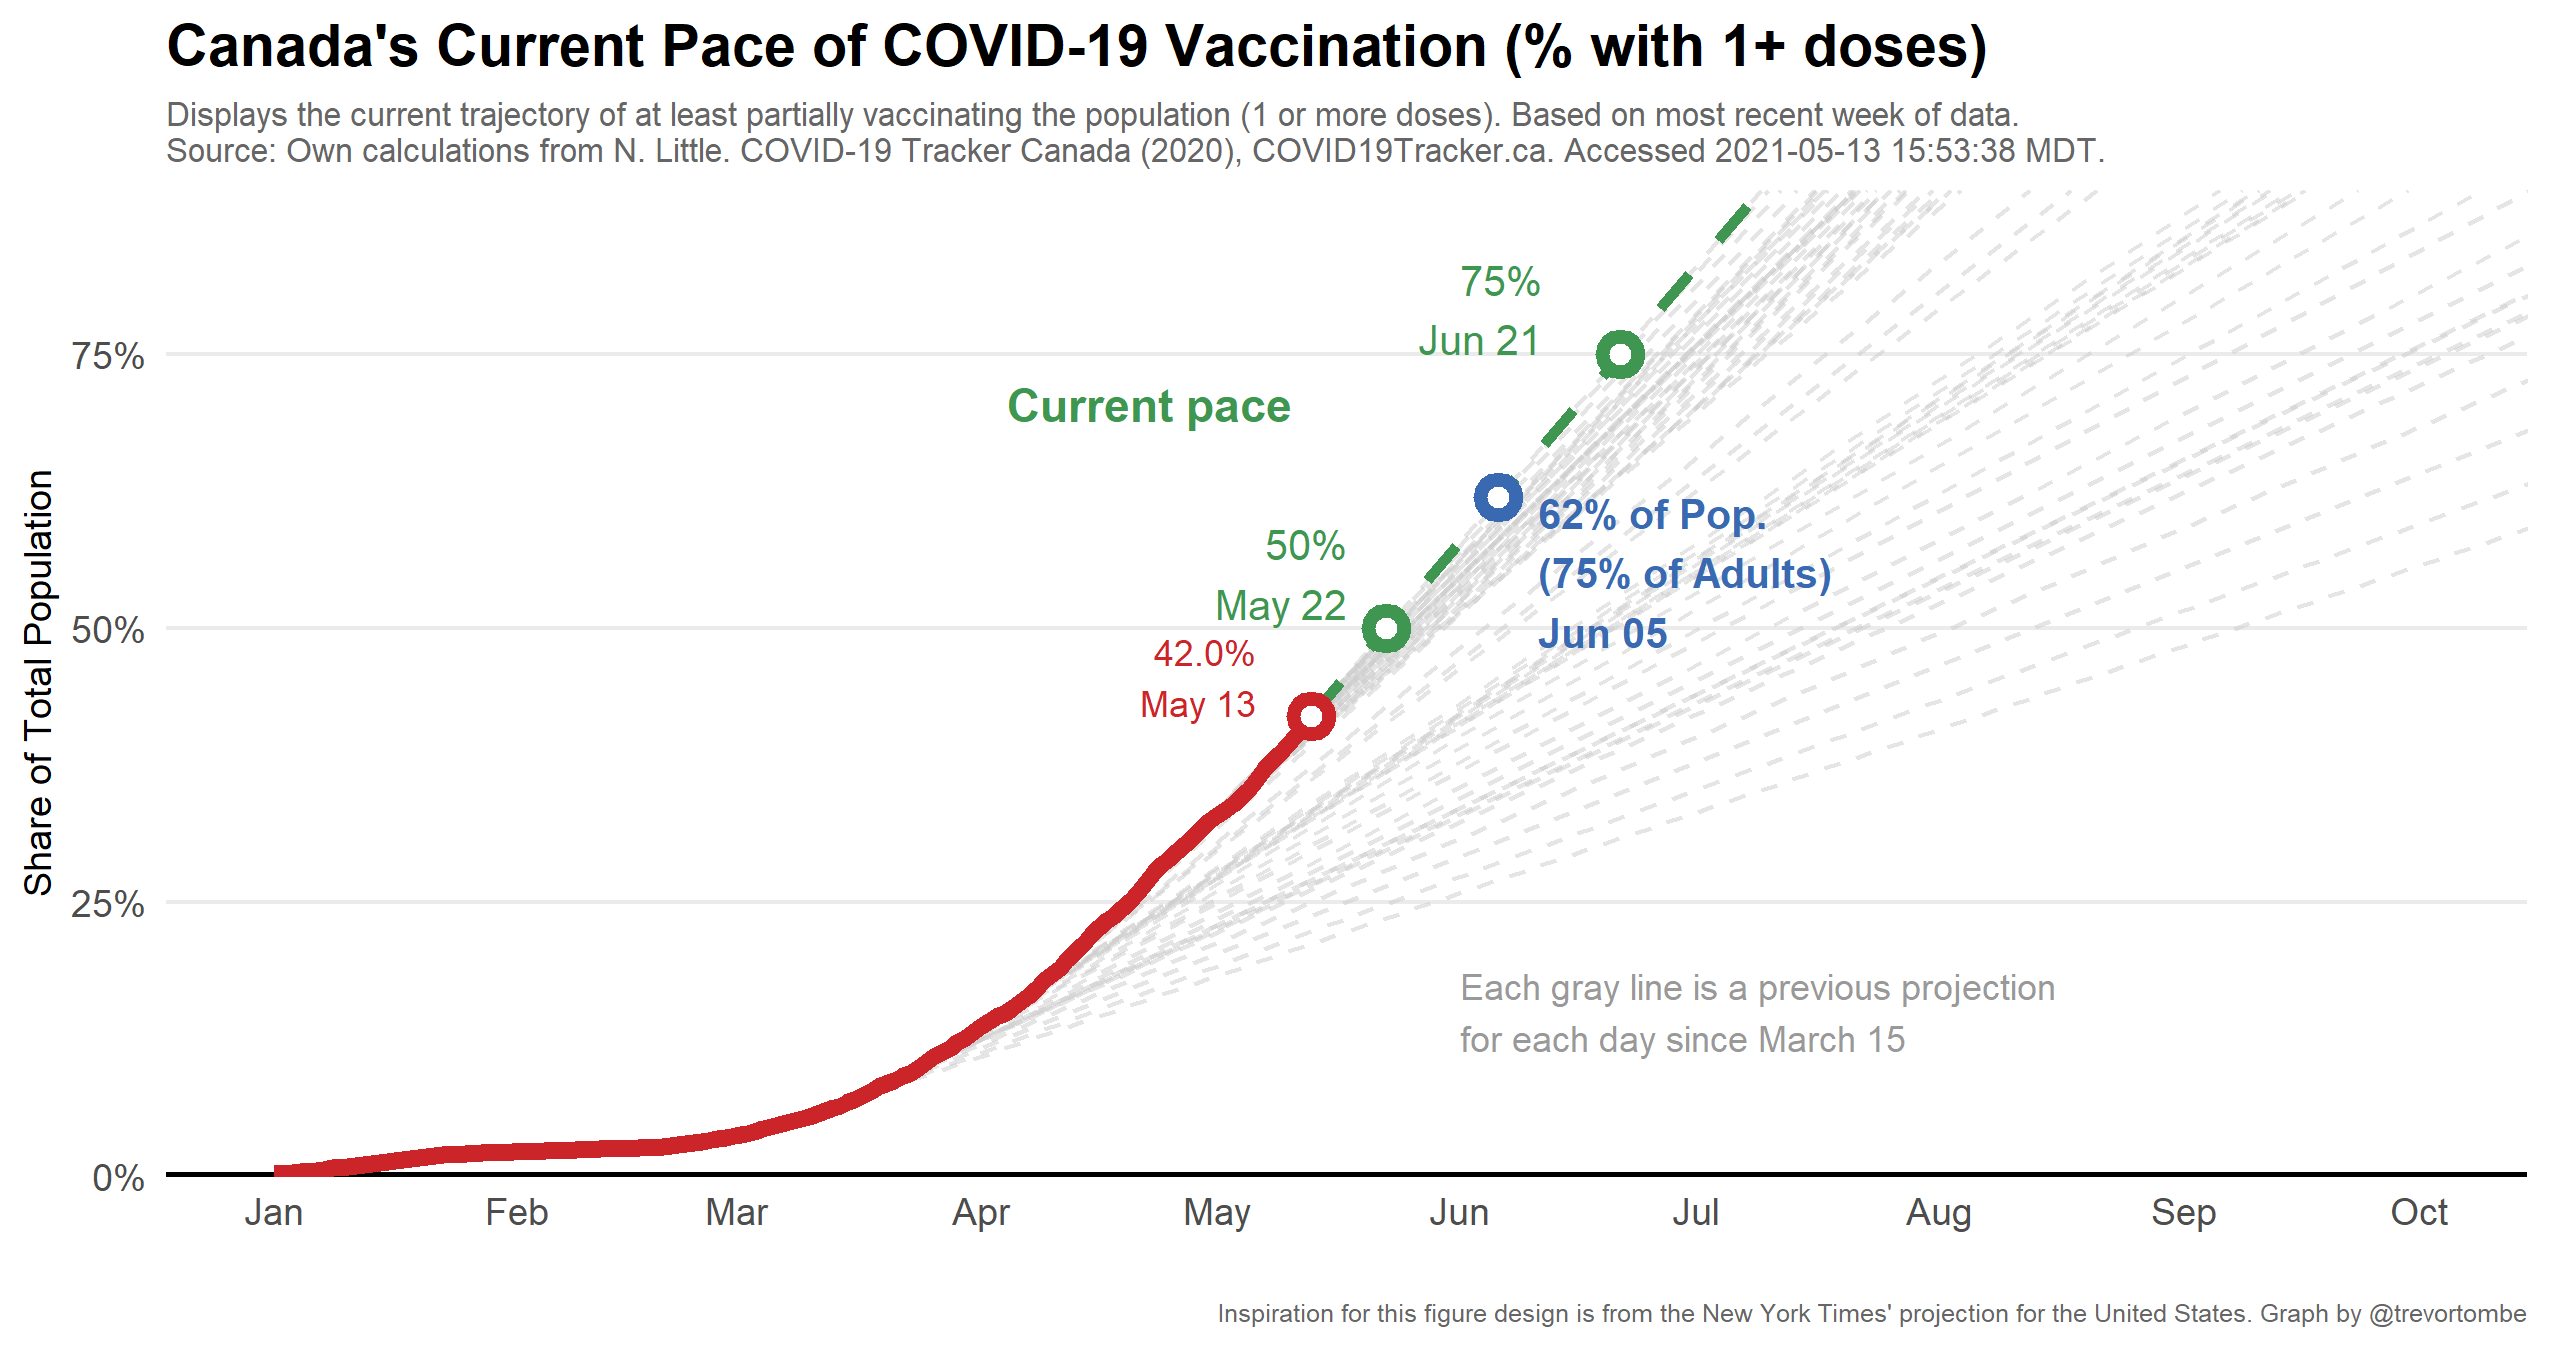 Canada's Current Pace of COVID-19 Vaccination (% with 1+ doses)
Displays the current trajectory of at least partially vaccinating the population (1 or more doses). Based on most recent week of data.
Source: Own calculations from N. Little. COVID-19 Tracker Canada (2020), COVID19Tracker.ca. Accessed 2021-05-13 15:53:38 MDT.
Share of Total Population
75%
50%
25%
0%
75%
Jun 21
Current pace
62% of Pop.
(75% of Adults)
Jun 05
50%
May 22
42.0%
May 13
Each gray line is a previous projection
for each day since March 15
Jan Feb Mar Apr May Jun Jul Aug Sep Oct
Inspiration for this figure design is from the New York Times' projection for the United States. Graph by @trevortombe